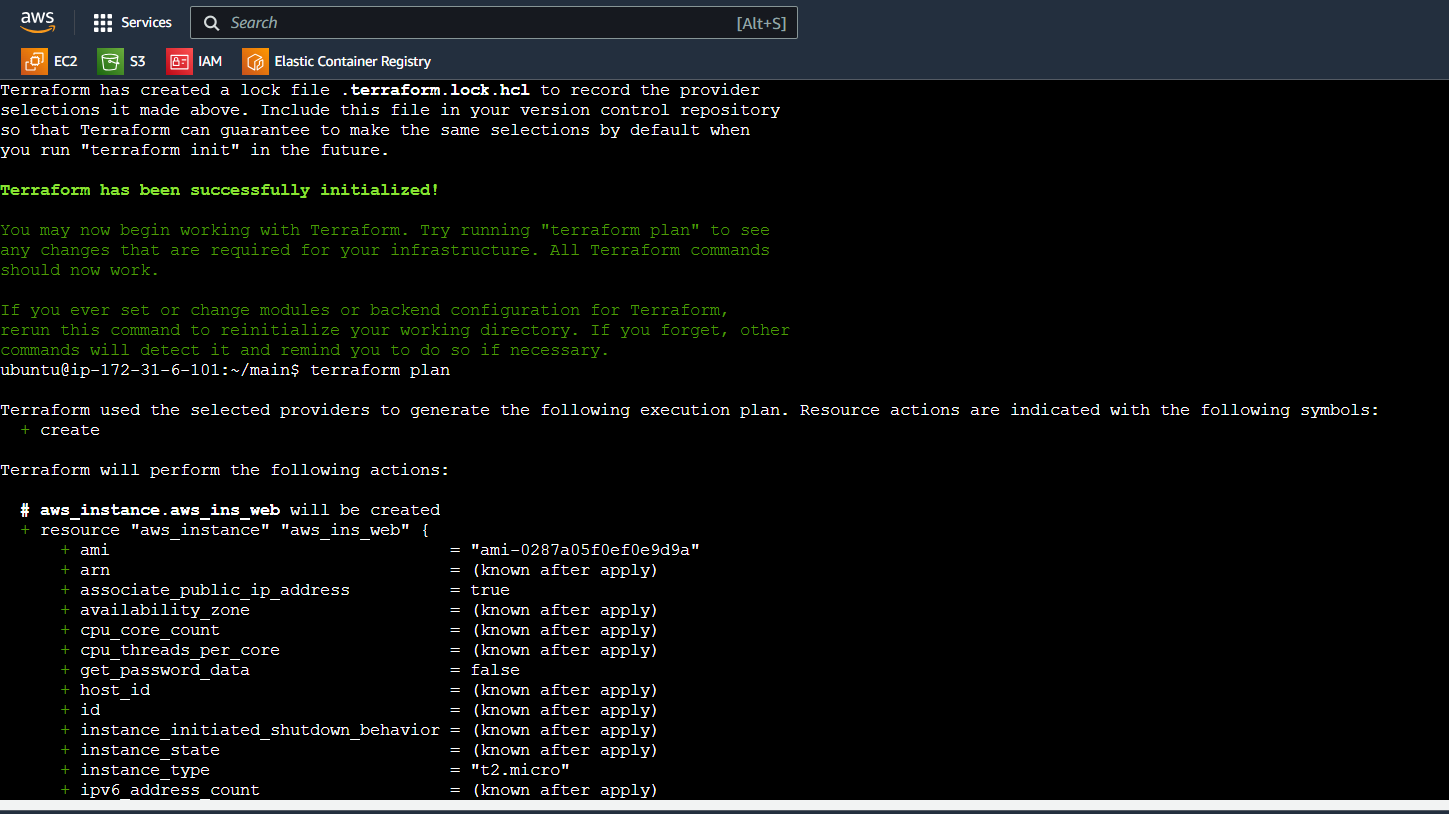 aws
Services
Search [Alt+S]
EC2 S3 IAM Elastic Container Registry
Terraform has created a lock file .terraform.lock.hcl to record the provider
selections it made above. Include this file in your version control repository
so that Terraform can guarantee to make the same selections by default when
you run "terraform init" in the future.
Terraform has been successfully initialized!
You may now begin working with Terraform. Try running "terraform plan" to see
any changes that are required for your infrastructure. All Terraform commands
should now work.
If you ever set or change modules or backend configuration for Terraform,
rerun this command to reinitialize your working directory. If you forget, other
commands will detect it and remind you to do so if necessary.
ubuntu@ip-172-31-6-101:~/main$ terraform plan
Terraform used the selected providers to generate the following execution plan. Resource actions are indicated with the following symbols:
+ create
Terraform will perform the following actions:
# aws_instance.aws_ins_web will be created
+ resource "aws_instance" "aws_ins_web" {
+ ami = "ami-0287a05f0ef0e9d9a"
+ arn = (known after apply)
+ associate_public_ip_address = true
+ availability_zone = (known after apply)
+ cpu_core_count = (known after apply)
+ cpu_threads_per_core = (known after apply)
+ get_password_data = false
+ host_id = (known after apply)
+ id = (known after apply)
+ instance_initiated_shutdown_behavior = (known after apply)
+ instance_state = (known after apply)
+ instance_type = "t2.micro"
+ ipv6_address_count = (known after apply)